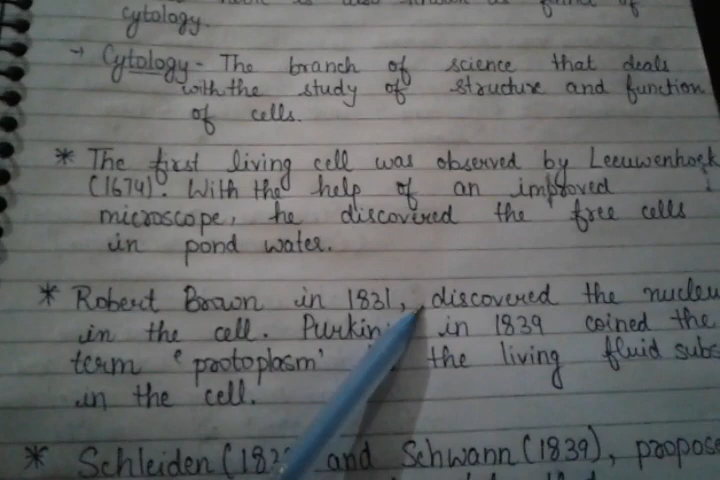 cytology.
→ Cytology - The branch of science that deals
with the study of structure and function
of cells.
* The first living cell was observed by Leeuwenhoek
(1674). With the help of an improved
microscope, he discovered the free cells
in pond water.
* Robert Brown in 1831, discovered the
in the cell. in 1839 coined the
term 'protoplasm' the living fluid
in the cell.
* Schleiden and Schwann (1839),